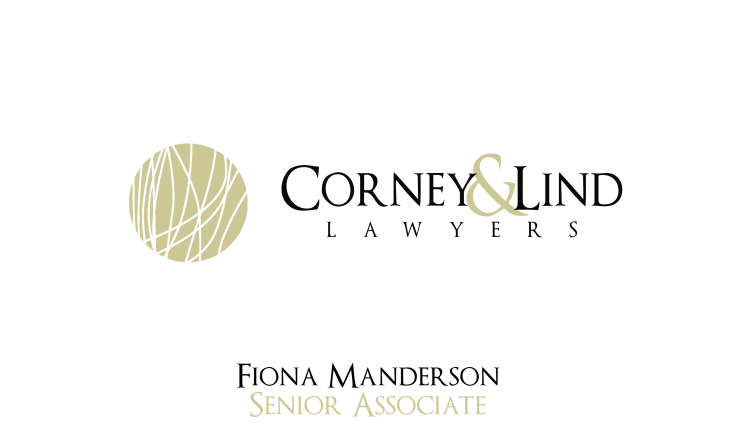 Corney & Lind
LAWYERS
Fiona Manderson
Senior Associate